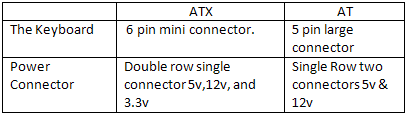 ATX AT
The Keyboard 6 pin mini connector. 5 pin large
connector
Power Double row single Single Row two
Connector connector 5v,12v, and connectors 5v &
3.3v 12v